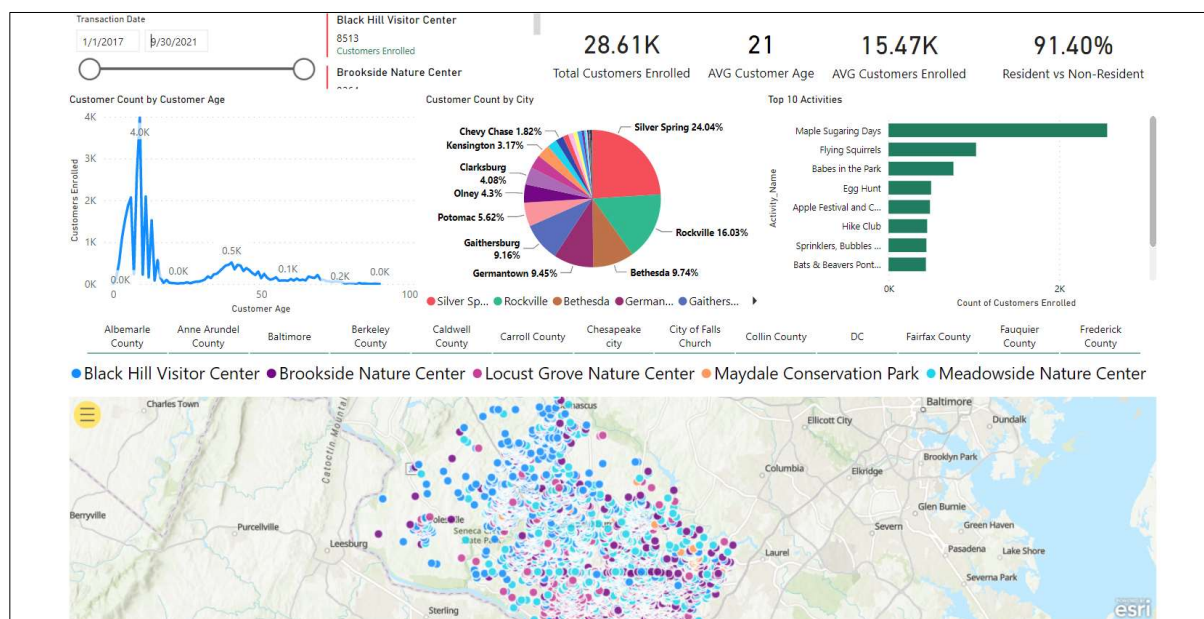 Transaction Date
1/1/2017
9/30/2021
Black Hill Visitor Center
8513
Customers Enrolled
Brookside Nature Center
28.61K
Total Customers Enrolled
21
AVG Customer Age
15.47K
AVG Customers Enrolled
91.40%
Resident vs Non-Resident
Customer Count by Customer Age
Customers Enrolled
4K
3K
2K
1K
0K
4.0K
0.0K
0.0K
0.5K
0.1K
0.2K
0.0K
0
50
100
Customer Age
Customer Count by City
Silver Spring 24.04%
Rockville 16.03%
Bethesda 9.74%
Germantown 9.45%
Gaithersburg
9.16%
Potomac 5.62%
Olney 4.3%
Clarksburg
4.08%
Kensington 3.17%
Chevy Chase 1.82%
Silver Sp...
Rockville
Bethesda
German...
Gaithers...
Top 10 Activities
Activity_Name
Maple Sugaring Days
Flying Squirrels
Babes in the Park
Egg Hunt
Apple Festival and C...
Hike Club
Sprinklers, Bubbles ...
Bats & Beavers Pont...
0K
2K
Count of Customers Enrolled
Albemarle
County
Anne Arundel
County
Baltimore
Berkeley
County
Caldwell
County
Carroll County
Chesapeake
city
City of Falls
Church
Collin County
DC
Fairfax County
Fauquier
County
Frederick
County
Black Hill Visitor Center
Brookside Nature Center
Locust Grove Nature Center
Maydale Conservation Park
Meadowside Nature Center
Charles Town
Catoctin Mountai
Baltimore
Ellicott City
Dundalk
Brooklyn Park
Columbia
Elkridge
Glen Burnie
Berryville
Purcellville
Leesburg
Severn
Green Haven
Laurel
Pasadena
Lake Shore
Severna Park
Sterling
esri